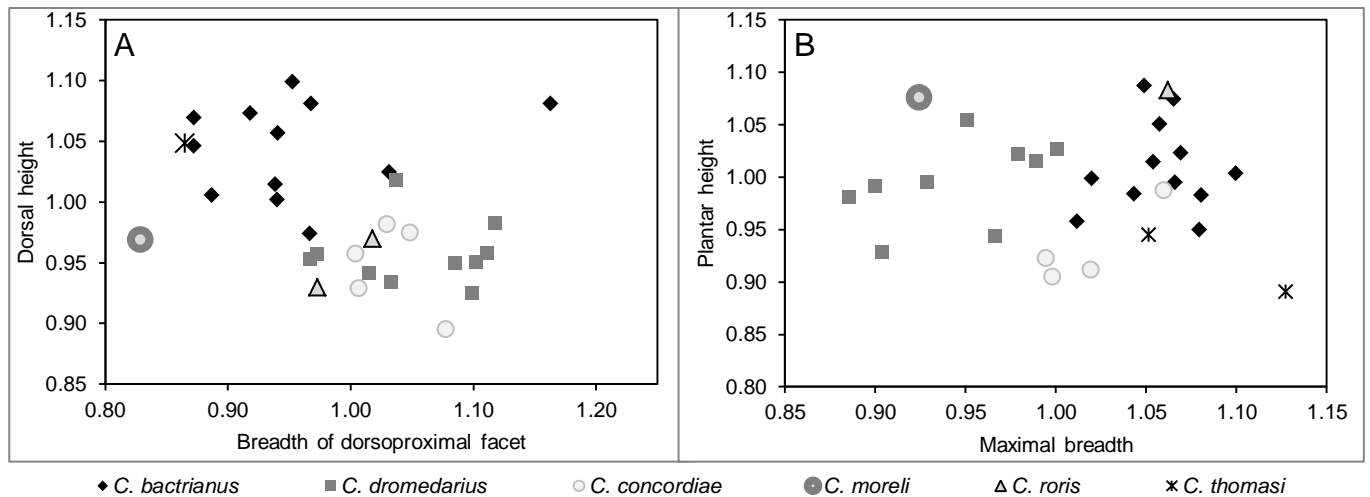 A
Dorsal height
1.15
1.10
1.05
1.00
0.95
0.90
0.85
0.80 0.90 1.00 1.10 1.20
Breadth of dorsoproximal facet
B
Plantar height
1.15
1.10
1.05
1.00
0.95
0.90
0.85
0.80
0.85 0.90 0.95 1.00 1.05 1.10 1.15
Maximal breadth
C. bactrianus C. dromedarius C. concordiae C. moreli C. roris C. thomasi